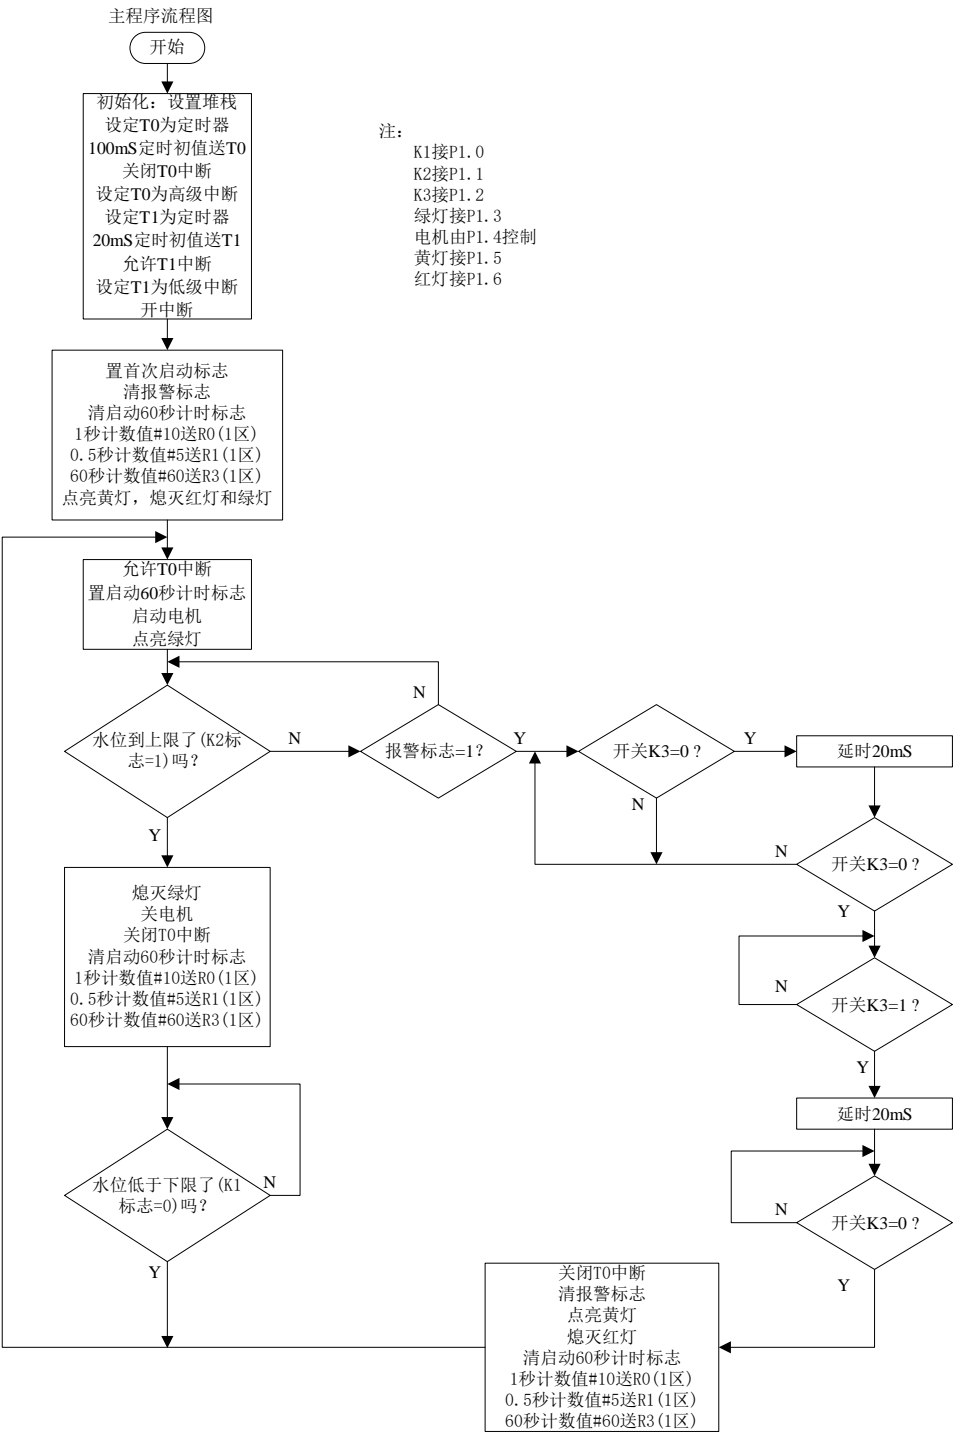 主程序流程图
开始
初始化：设置堆栈
设定T0为定时器
100mS定时初值送T0
关闭T0中断
设定T0为高级中断
设定T1为定时器
20mS定时初值送T1
允许T1中断
设定T1为低级中断
开中断
注：
K1接P1.0
K2接P1.1
K3接P1.2
绿灯接P1.3
电机由P1.4控制
黄灯接P1.5
红灯接P1.6
置首次启动标志
清报警标志
清启动60秒计时标志
1秒计数值#10送R0(1区)
0.5秒计数值#5送R1(1区)
60秒计数值#60送R3(1区)
点亮黄灯，熄灭红灯和绿灯
允许T0中断
置启动60秒计时标志
启动电机
点亮绿灯
水位到上限了(K2标
志=1)吗?
N
报警标志=1?
N
Y
开关K3=0 ?
Y
延时20mS
N
N
开关K3=0 ?
Y
Y
熄灭绿灯
关电机
关闭T0中断
清启动60秒计时标志
1秒计数值#10送R0(1区)
0.5秒计数值#5送R1(1区)
60秒计数值#60送R3(1区)
N
开关K3=1 ?
Y
延时20mS
水位低于下限了(K1
标志=0)吗?
N
Y
N
开关K3=0 ?
Y
关闭T0中断
清报警标志
点亮黄灯
熄灭红灯
清启动60秒计时标志
1秒计数值#10送R0(1区)
0.5秒计数值#5送R1(1区)
60秒计数值#60送R3(1区)